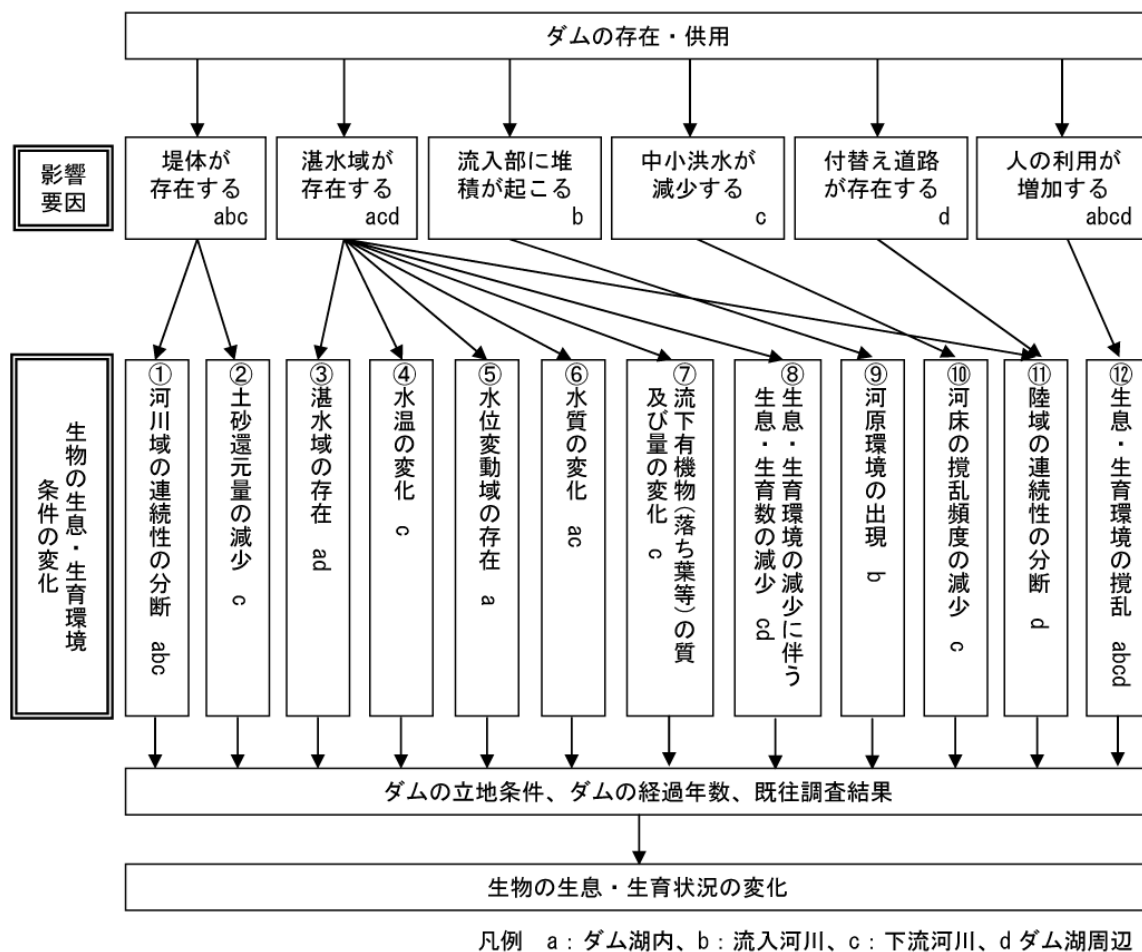 ダムの存在・供用
影響
要因
堤体が
存在する
abc
湛水域が
存在する
acd
流入部に堆
積が起こる
b
中小洪水が
減少する
c
付替え道路
が存在する
d
人の利用が
増加する
abcd
生物の生息・生育環境
条件の変化
①河川域の連続性の分断 abc
②土砂還元量の減少 c
③湛水域の存在 ad
④水温の変化 c
⑤水位変動域の存在 a
⑥水質の変化 ac
⑦流下有機物(落ち葉等)の質
及び量の変化 c
⑧生息・生育環境の減少に伴う
生息・生育数の減少 cd
⑨河原環境の出現 b
⑩河床の撹乱頻度の減少 c
⑪陸域の連続性の分断 d
⑫生息・生育環境の撹乱 abcd
ダムの立地条件、ダムの経過年数、既往調査結果
生物の生息・生育状況の変化
凡例 a:ダム湖内、b:流入河川、c:下流河川、d ダム湖周辺